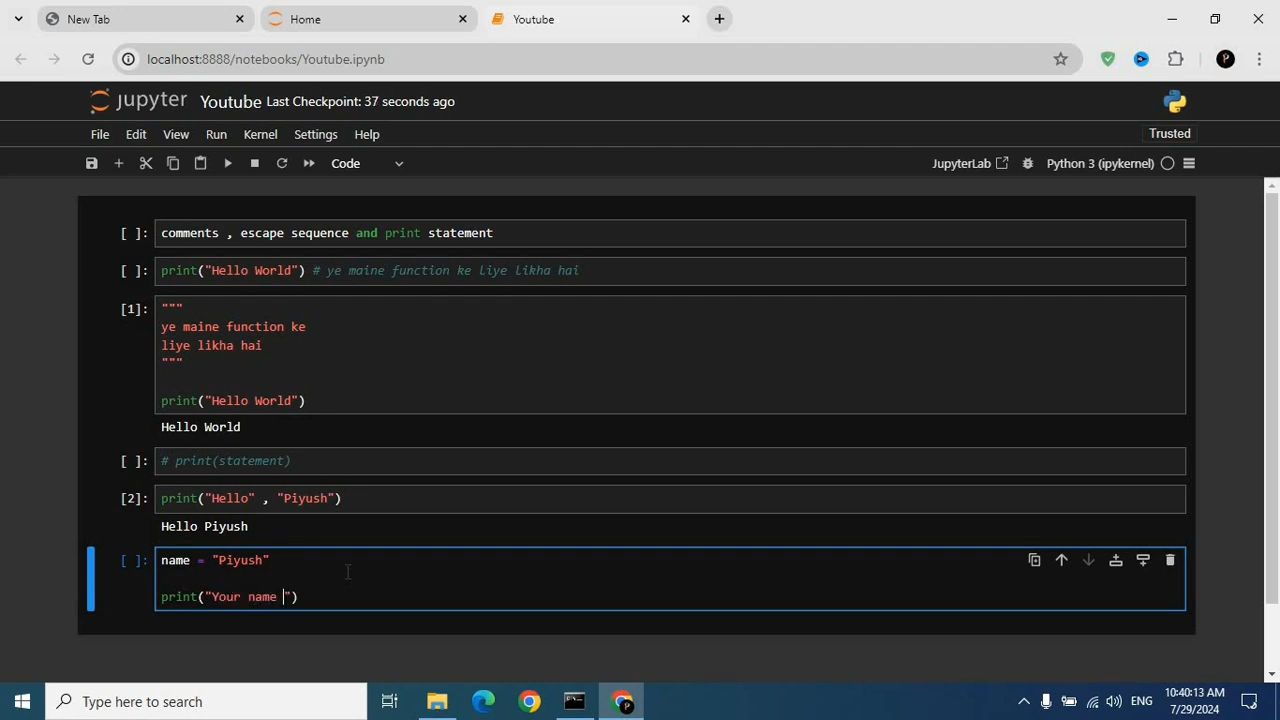 New Tab
Home
Youtube
localhost:8888/notebooks/Youtube.ipynb
P
jupyter Youtube Last Checkpoint: 37 seconds ago
File Edit View Run Kernel Settings Help
Trusted
Code
JupyterLab
Python 3 (ipykernel)
[ ]: comments , escape sequence and print statement
[ ]: print("Hello World") # ye maine function ke liye likha hai
[1]: """
ye maine function ke
liye likha hai
"""
print("Hello World")
Hello World
[ ]: # print(statement)
[2]: print("Hello" , "Piyush")
Hello Piyush
[ ]: name = "Piyush"
print("Your name ")
Type here to search
ENG
10:40:13 AM
7/29/2024